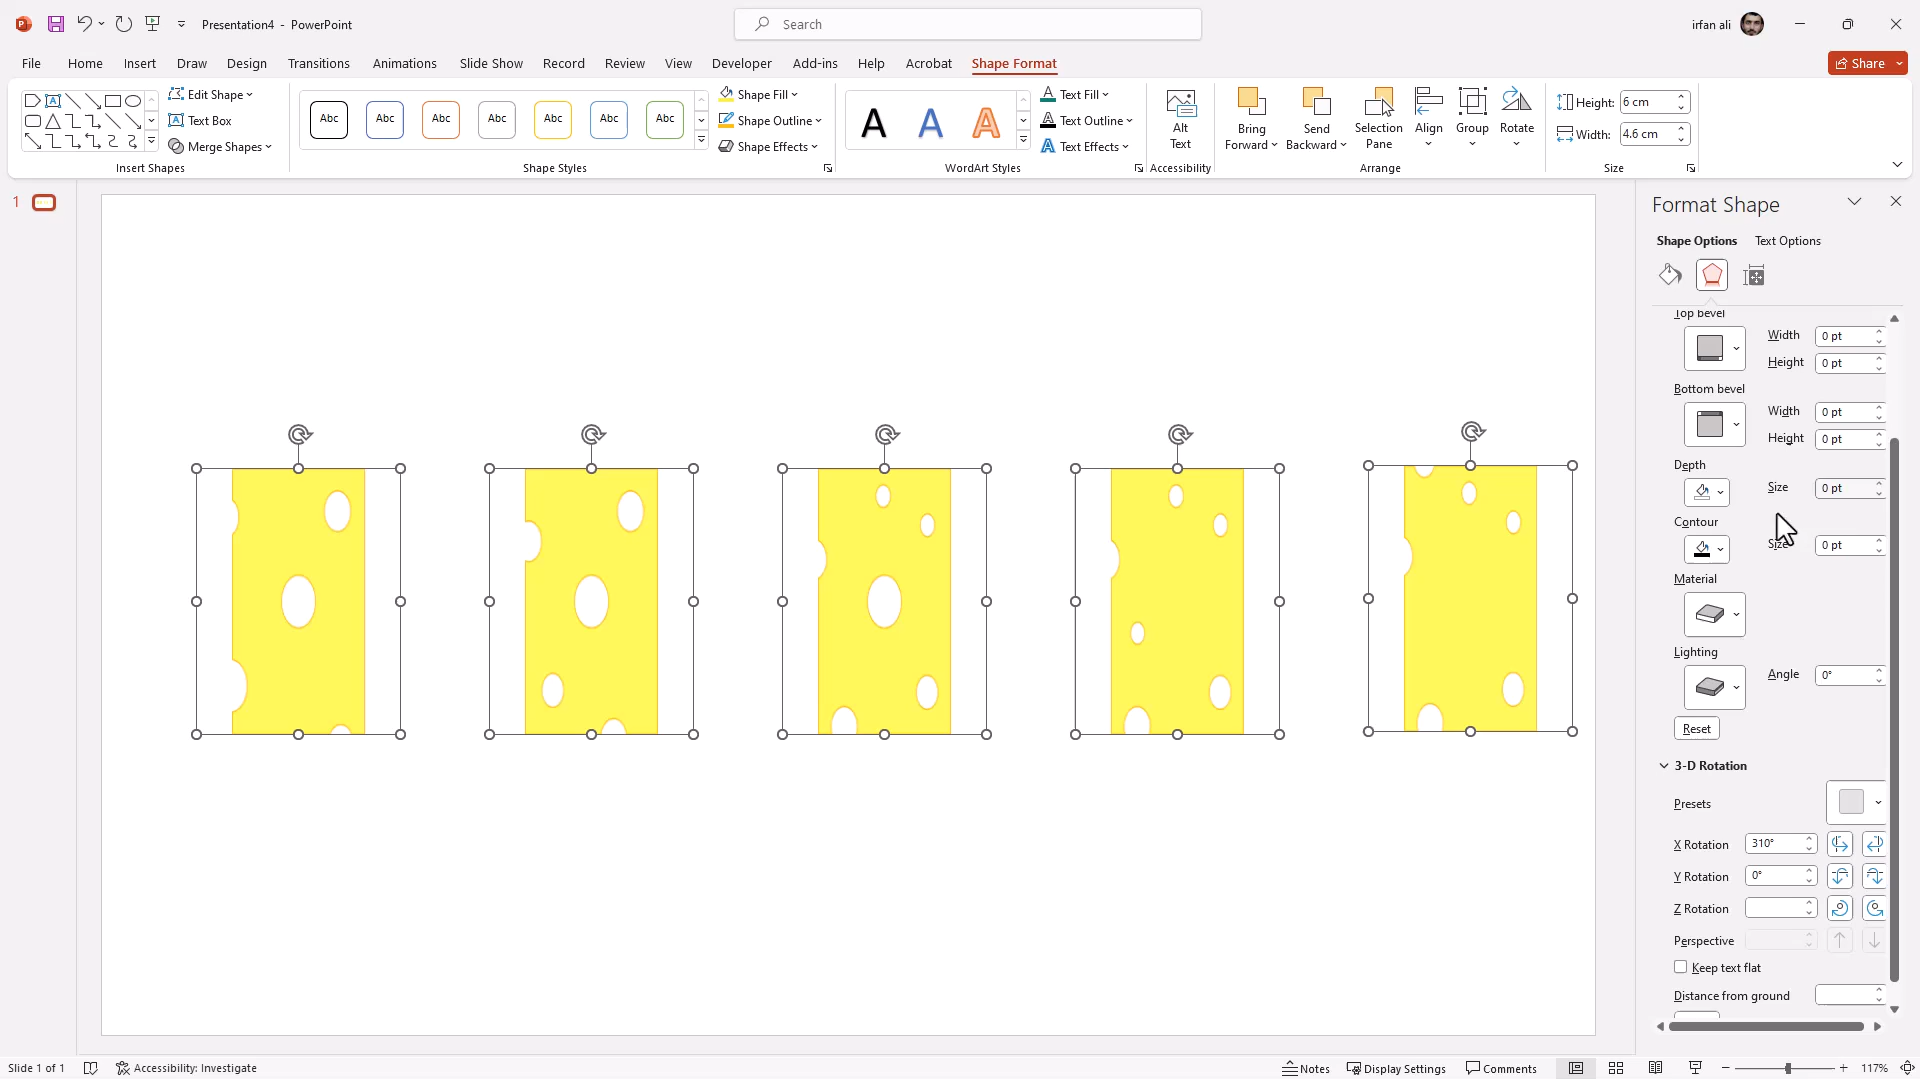 Presentation4 - PowerPoint
Search
irfan ali
File Home Insert Draw Design Transitions Animations Slide Show Record Review View Developer Add-ins Help Acrobat Shape Format
Share
Edit Shape
Text Box
Merge Shapes
Insert Shapes
Abc Abc Abc Abc Abc Abc Abc
Shape Fill
Shape Outline
Shape Effects
Shape Styles
A A A
Text Fill
Text Outline
Text Effects
WordArt Styles
Alt Text
Accessibility
Bring Forward
Send Backward
Selection Pane
Align
Group
Rotate
Arrange
Height: 6 cm
Width: 4.6 cm
Size
1
Format Shape
Shape Options Text Options
Top bevel
Width 0 pt
Height 0 pt
Bottom bevel
Width 0 pt
Height 0 pt
Depth
Size 0 pt
Contour
Size 0 pt
Material
Lighting
Angle 0°
Reset
3-D Rotation
Presets
X Rotation 310°
Y Rotation 0°
Z Rotation
Perspective
Keep text flat
Distance from ground
Slide 1 of 1
Accessibility: Investigate
Notes
Display Settings
Comments
117%